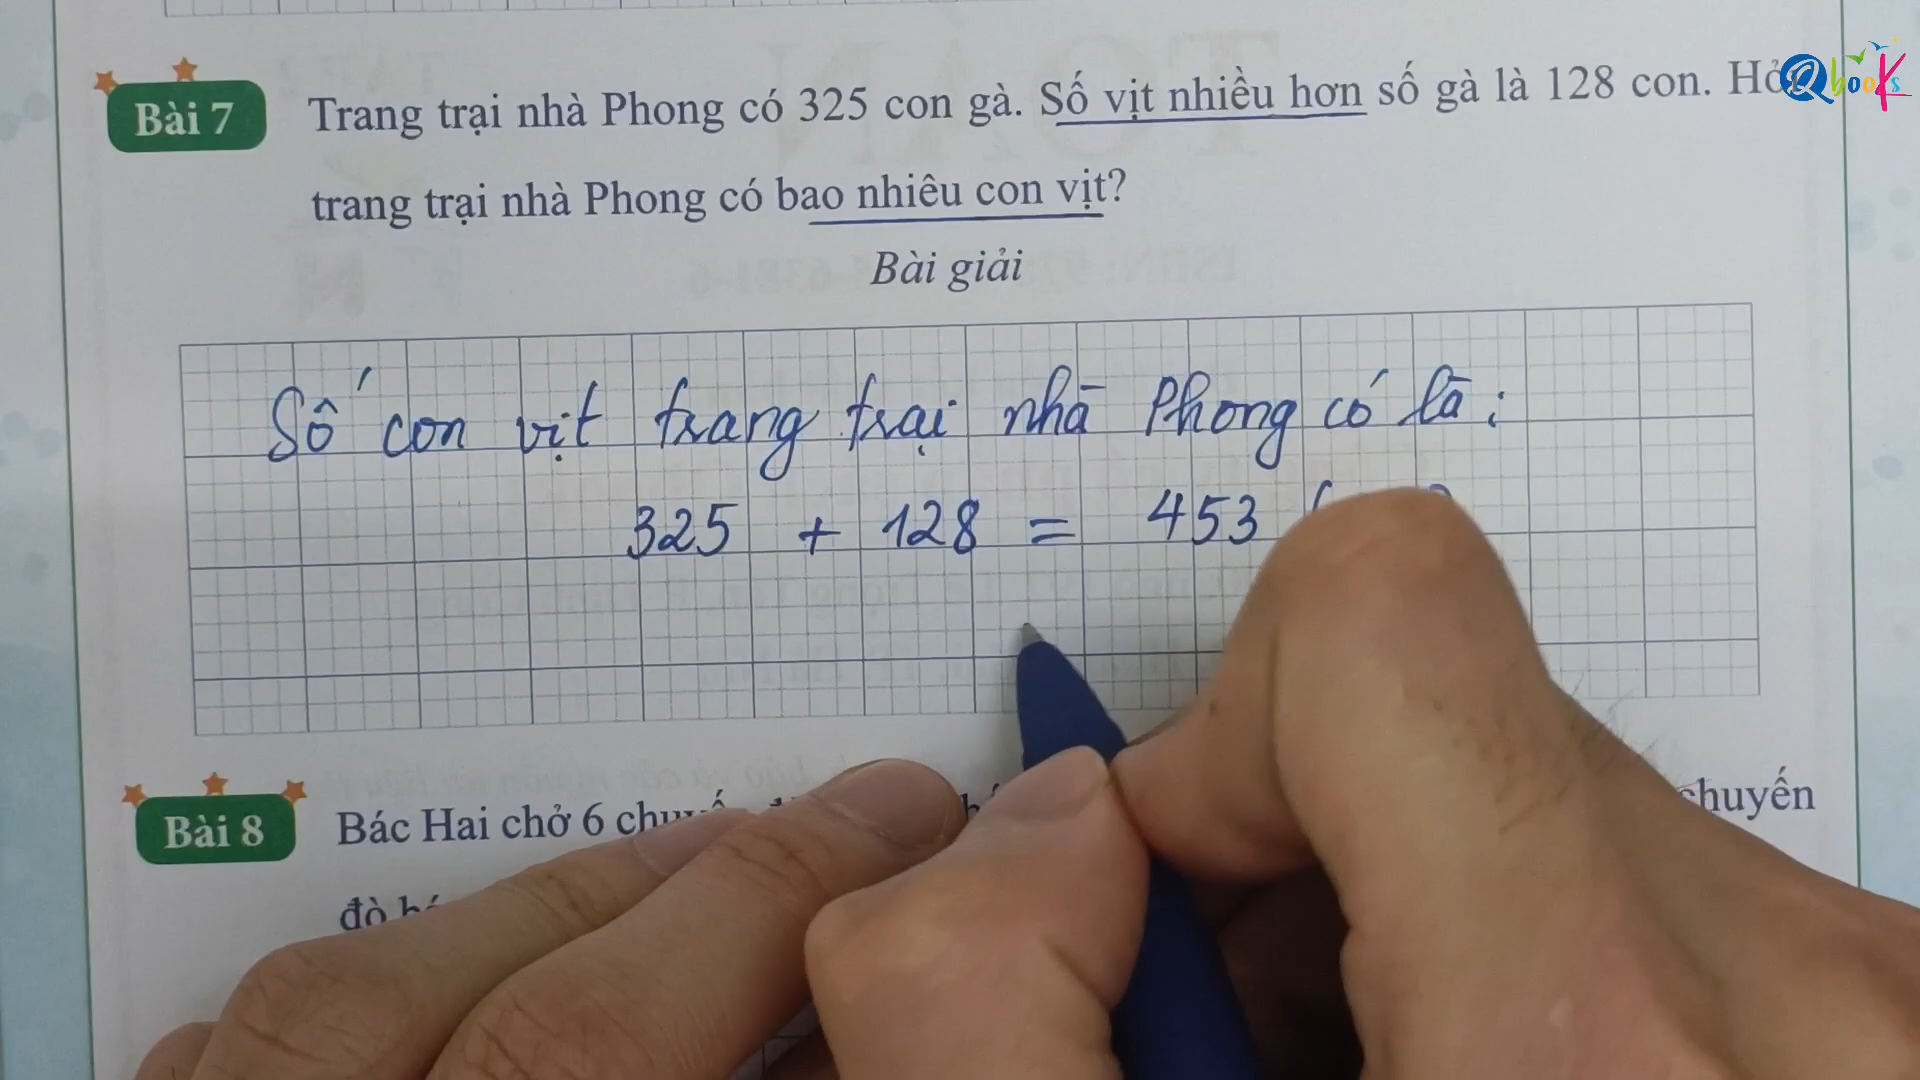 Qbooks
Bài 7
Trang trại nhà Phong có 325 con gà. Số vịt nhiều hơn số gà là 128 con.
trang trại nhà Phong có bao nhiêu con vịt?
Bài giải
Số con vịt trang trại nhà Phong có là:
325 + 128 = 453
Bài 8
Bác Hai chở 6 chuyến
đò